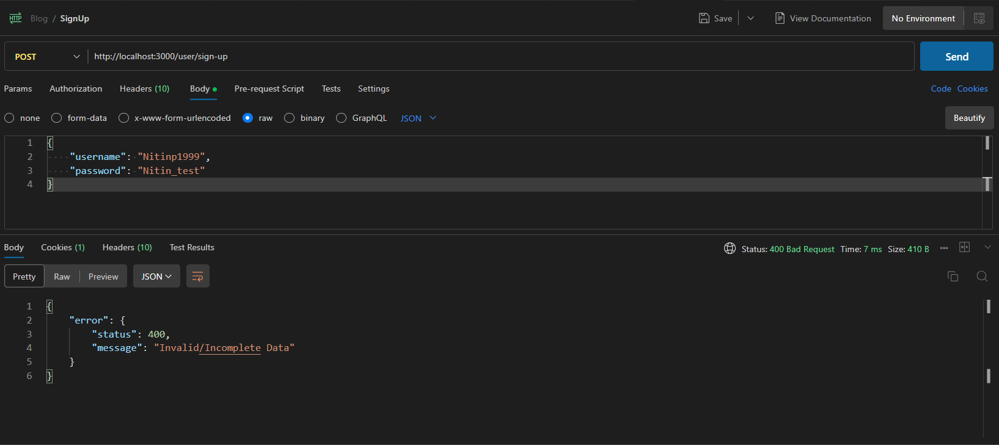 HTTP Blog / SignUp Save View Documentation No Environment
POST http://localhost:3000/user/sign-up Send
Params Authorization Headers (10) Body Pre-request Script Tests Settings Code Cookies
none form-data x-www-form-urlencoded raw binary GraphQL JSON Beautify
1 {
2 "username": "Nitinp1999",
3 "password": "Nitin_test"
4 }
Body Cookies (1) Headers (10) Test Results Status: 400 Bad Request Time: 7 ms Size: 410 B
Pretty Raw Preview JSON
1 {
2 "error": {
3 "status": 400,
4 "message": "Invalid/Incomplete Data"
5 }
6 }